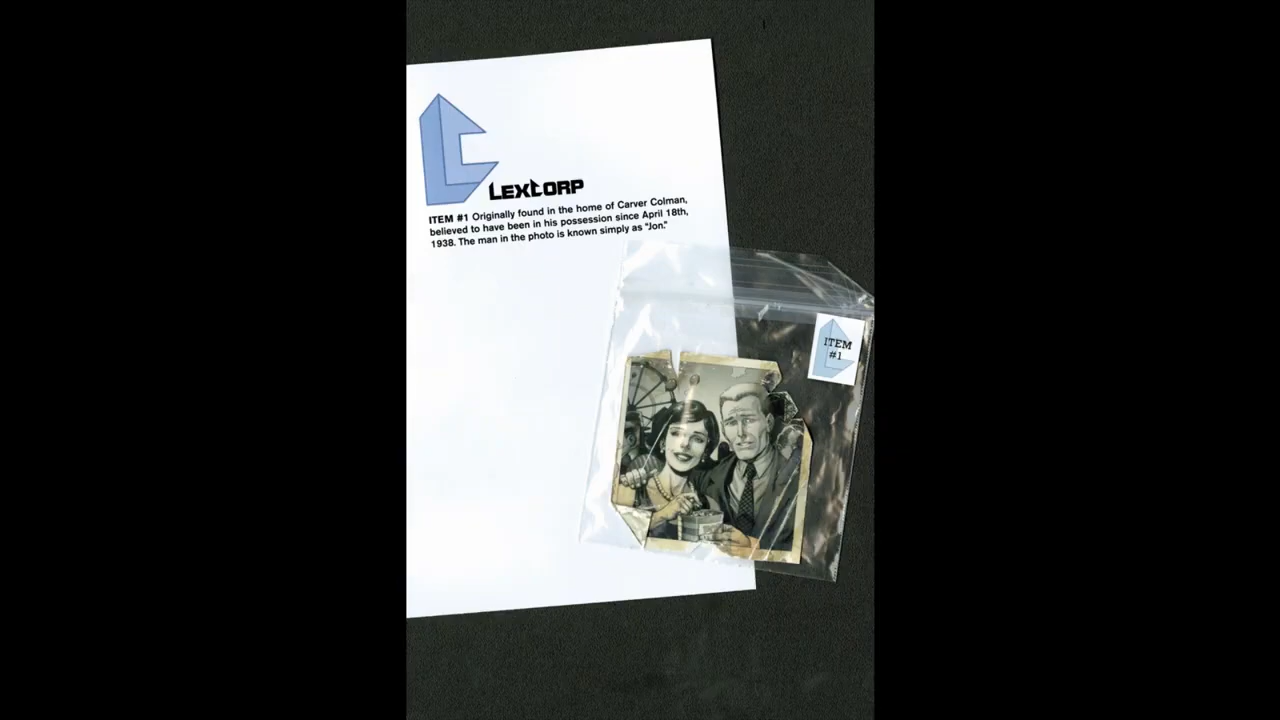 LEXCORP
ITEM #1 Originally found in the home of Carver Colman,
believed to have been in his possession since April 18th,
1938. The man in the photo is known simply as “Jon.”
ITEM
#1